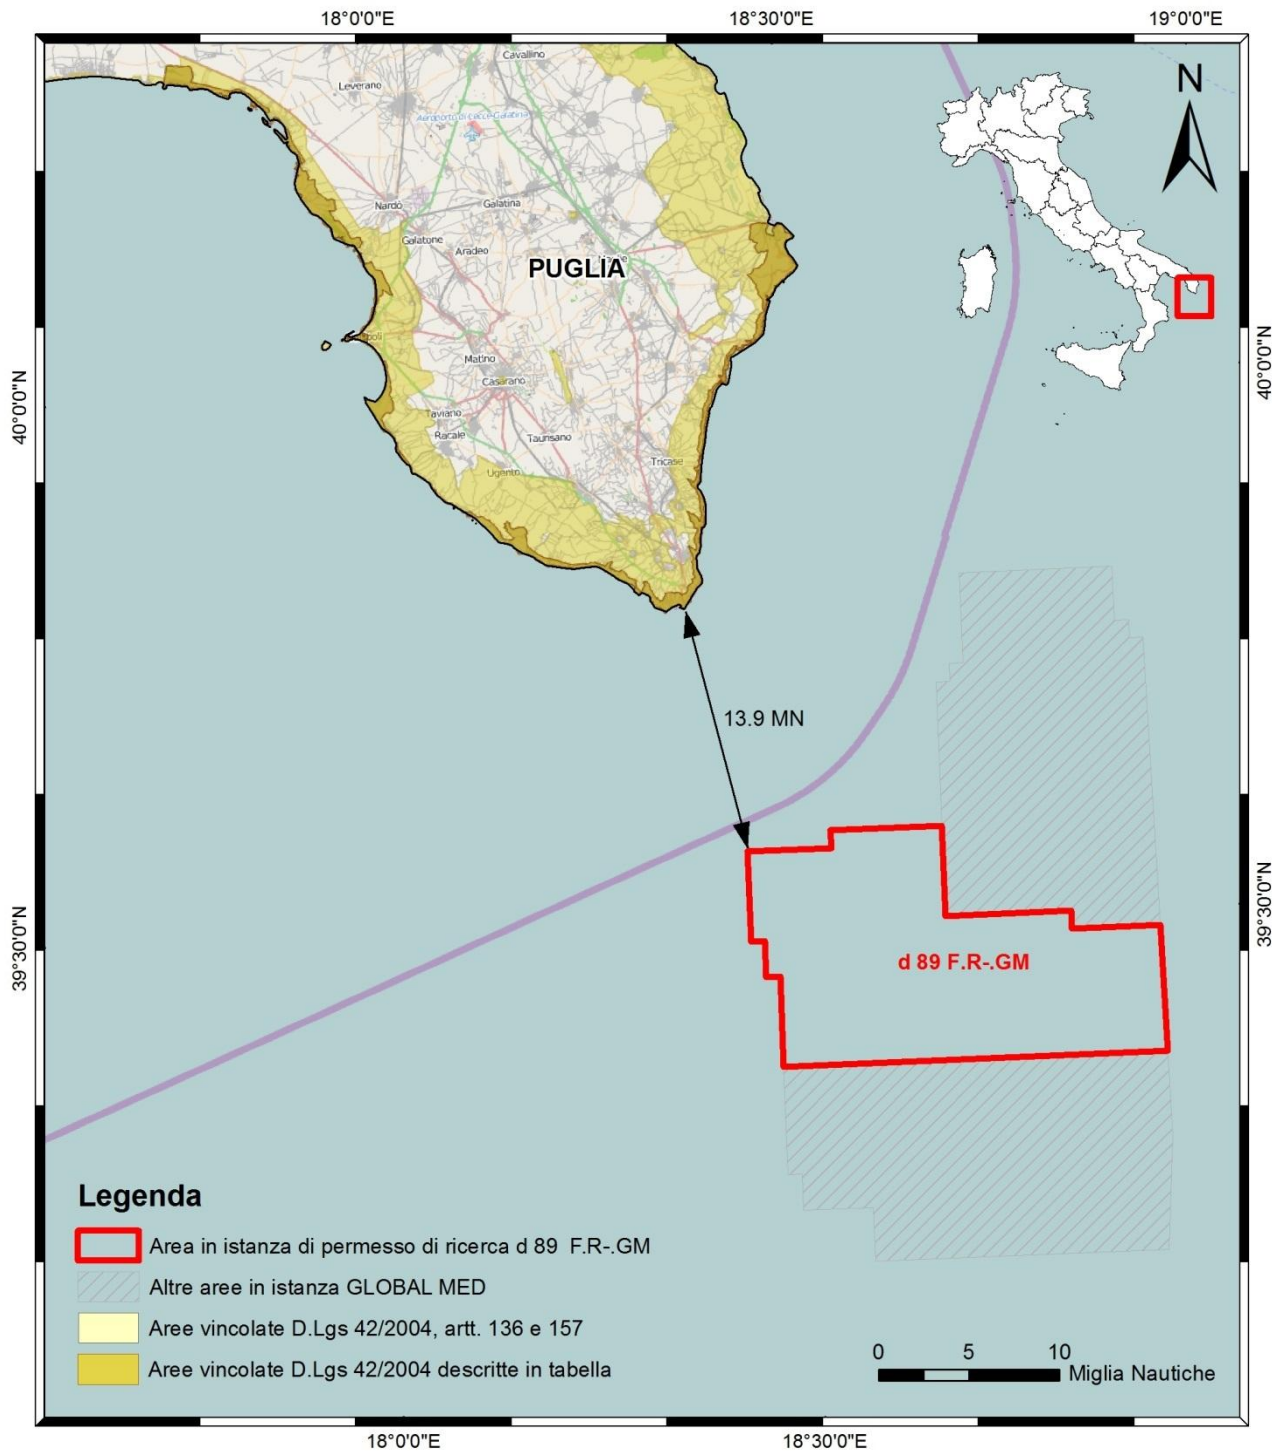 18°0'0"E
18°30'0"E
19°0'0"E
N
Cavallino
Leverano
Aeroporto di Lecce-Galatina
Nardò
Galatina
Galatone
Aradeo
PUGLIA
Matino
Casarano
Taviano
Racale
Taurisano
Ugento
Tricase
40°0'0"N
40°0'0"N
13.9 MN
39°30'0"N
39°30'0"N
d 89 F.R-.GM
Legenda
Area in istanza di permesso di ricerca d 89 F.R-.GM
Altre aree in istanza GLOBAL MED
Aree vincolate D.Lgs 42/2004, artt. 136 e 157
Aree vincolate D.Lgs 42/2004 descritte in tabella
0 5 10
Miglia Nautiche
18°0'0"E
18°30'0"E